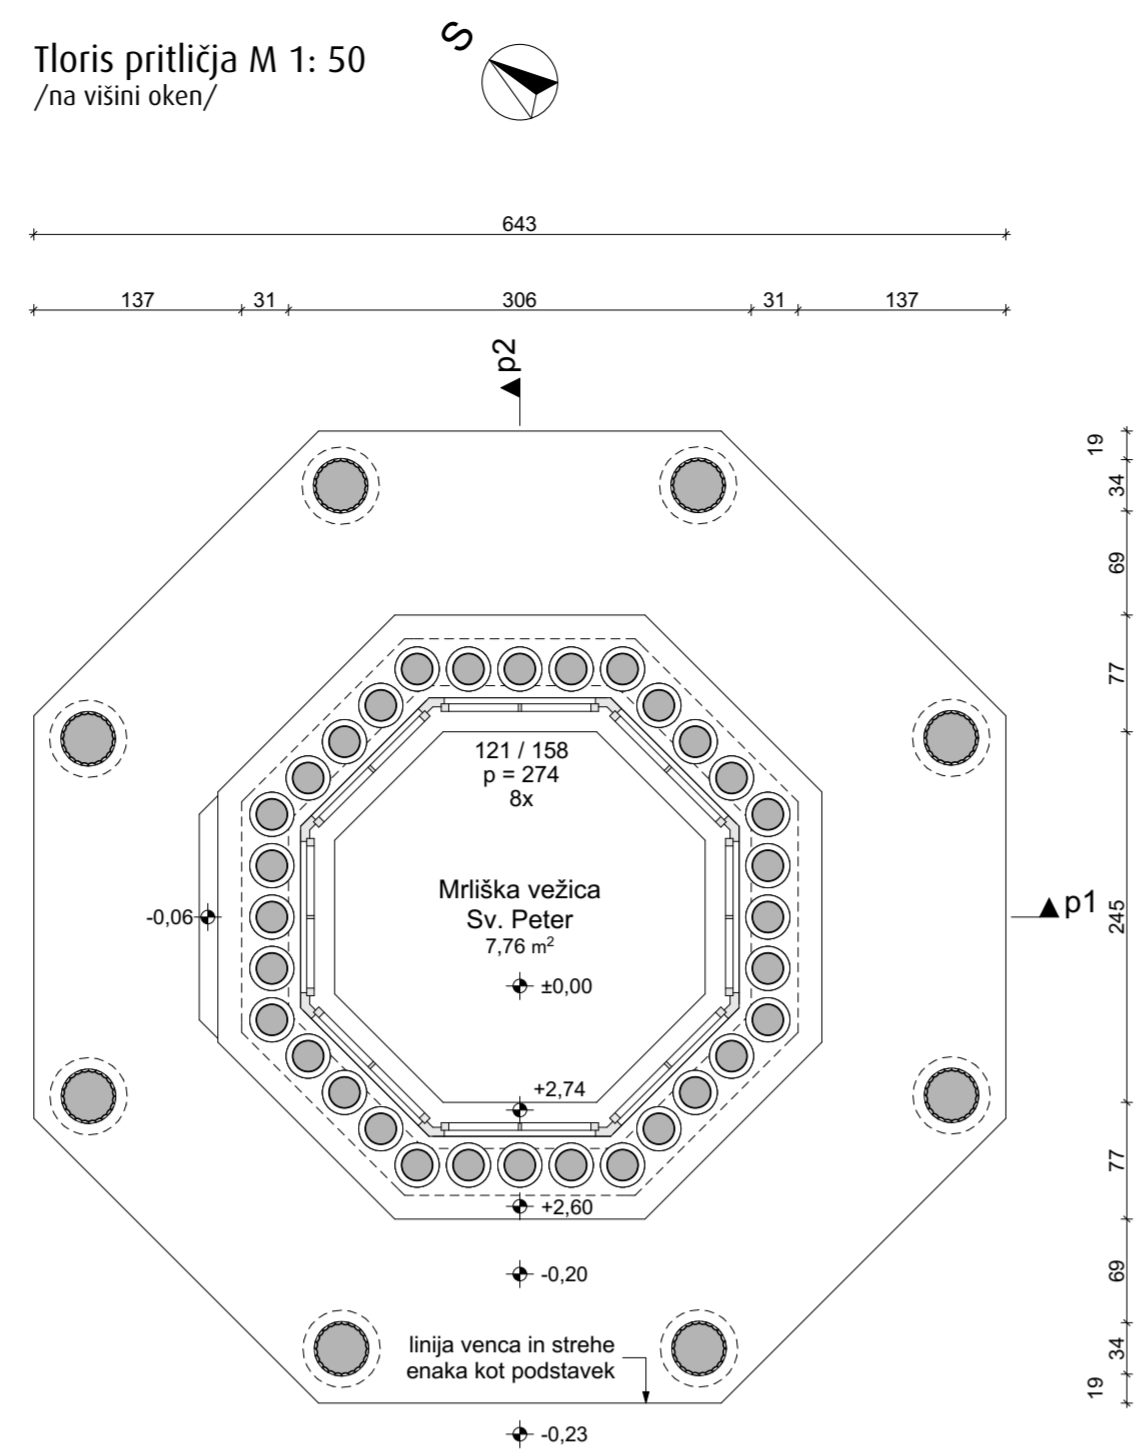 Tloris pritličja M 1: 50
/na višini oken/
S
643
137
31
306
31
137
p2
19
34
69
77
245
77
69
34
19
121 / 158
p = 274
8x
Mrliška vežica
Sv. Peter
7,76 m²
±0,00
-0,06
p1
+2,74
+2,60
-0,20
linija venca in strehe
enaka kot podstavek
-0,23